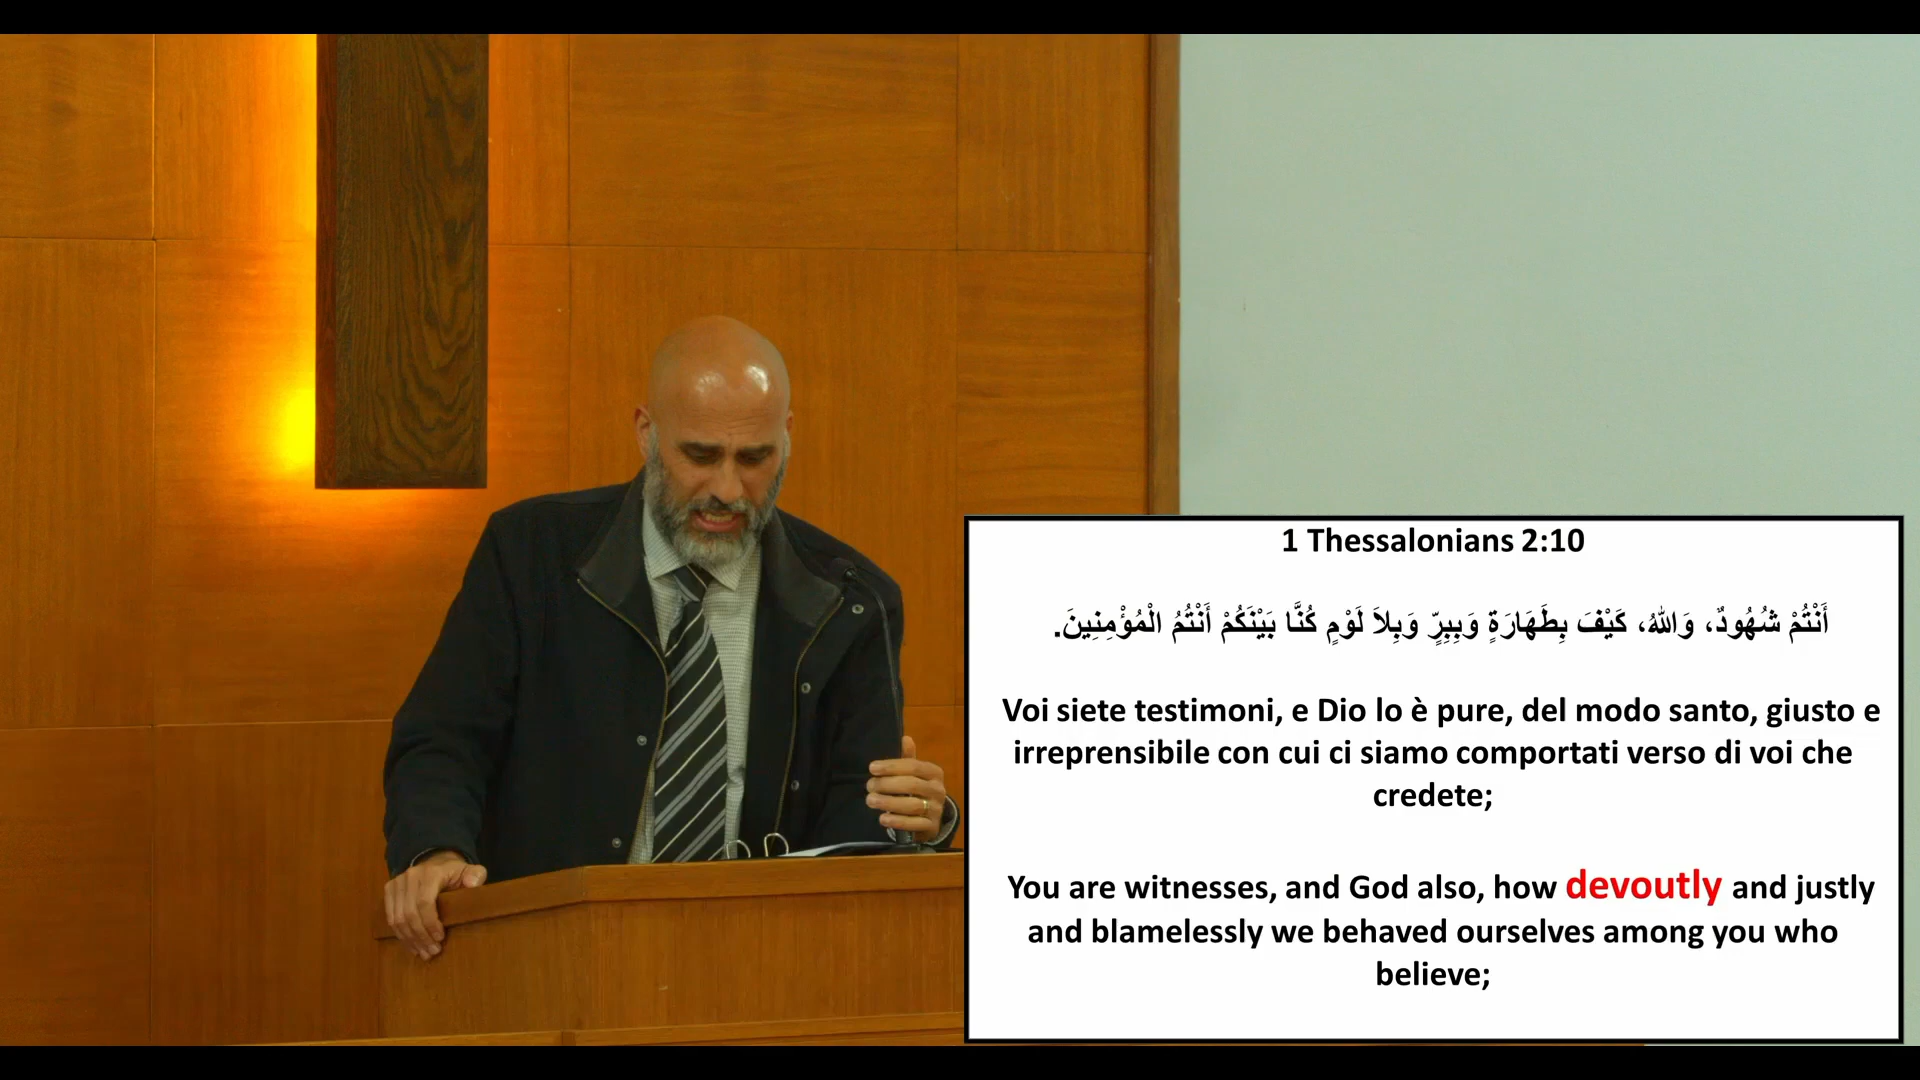 1 Thessalonians 2:10
أَنْتُمْ شُهُودٌ، وَاللهُ، كَيْفَ بِطَهَارَةٍ وَبِبِرّ وَبِلاَ لَوْمٍ كُنَّا بَيْنَكُمْ أَنْتُمُ الْمُؤْمِنِينَ.
Voi siete testimoni, e Dio lo è pure, del modo santo, giusto e
irreprensibile con cui ci siamo comportati verso di voi che
credete;
You are witnesses, and God also, how devoutly and justly
and blamelessly we behaved ourselves among you who
believe;